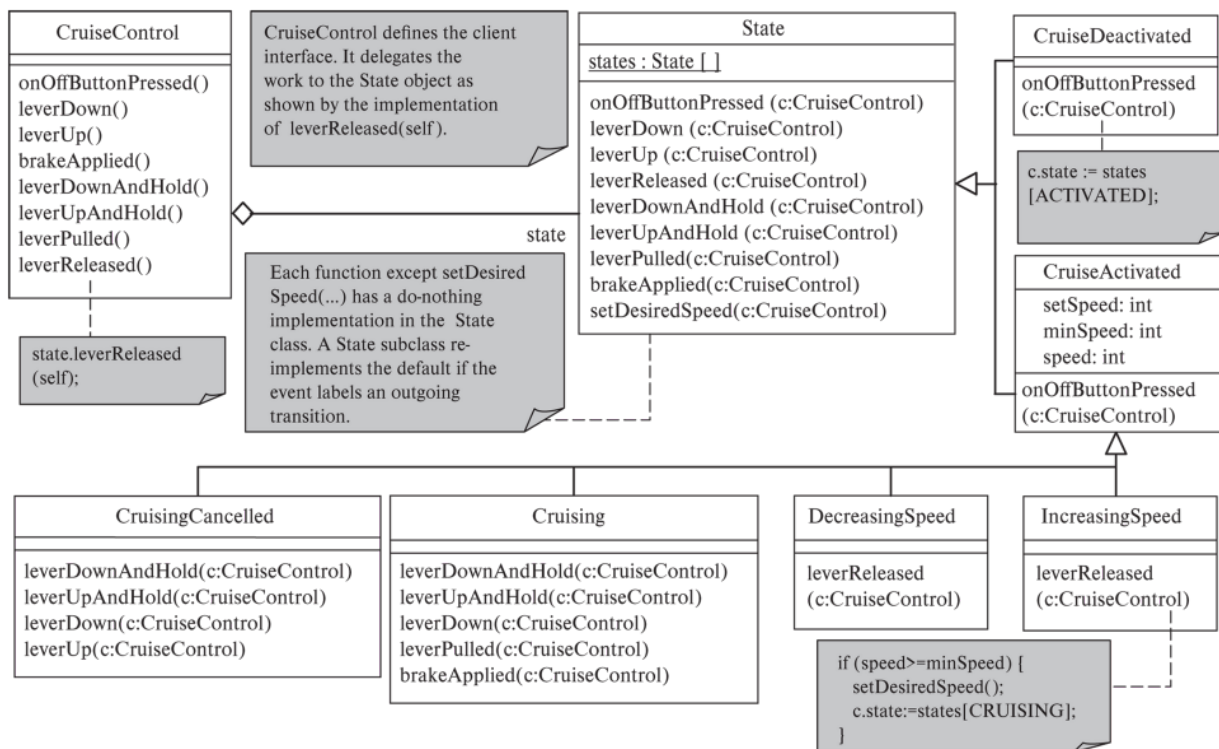 CruiseControl
onOffButtonPressed()
leverDown()
leverUp()
brakeApplied()
leverDownAndHold()
leverUpAndHold()
leverPulled()
leverReleased()
state.leverReleased
(self);
CruiseControl defines the client
interface. It delegates the
work to the State object as
shown by the implementation
of leverReleased(self).
state
Each function except setDesired
Speed(...) has a do-nothing
implementation in the State
class. A State subclass re-
implements the default if the
event labels an outgoing
transition.
State
states : State [ ]
onOffButtonPressed (c:CruiseControl)
leverDown (c:CruiseControl)
leverUp (c:CruiseControl)
leverReleased (c:CruiseControl)
leverDownAndHold (c:CruiseControl)
leverUpAndHold (c:CruiseControl)
leverPulled(c:CruiseControl)
brakeApplied(c:CruiseControl)
setDesiredSpeed(c:CruiseControl)
CruiseDeactivated
onOffButtonPressed
(c:CruiseControl)
c.state := states
[ACTIVATED];
CruiseActivated
setSpeed: int
minSpeed: int
speed: int
onOffButtonPressed
(c:CruiseControl)
CruisingCancelled
leverDownAndHold(c:CruiseControl)
leverUpAndHold(c:CruiseControl)
leverDown(c:CruiseControl)
leverUp(c:CruiseControl)
Cruising
leverDownAndHold(c:CruiseControl)
leverUpAndHold(c:CruiseControl)
leverDown(c:CruiseControl)
leverPulled(c:CruiseControl)
brakeApplied(c:CruiseControl)
DecreasingSpeed
leverReleased
(c:CruiseControl)
IncreasingSpeed
leverReleased
(c:CruiseControl)
if (speed>=minSpeed) {
setDesiredSpeed();
c.state:=states[CRUISING];
}